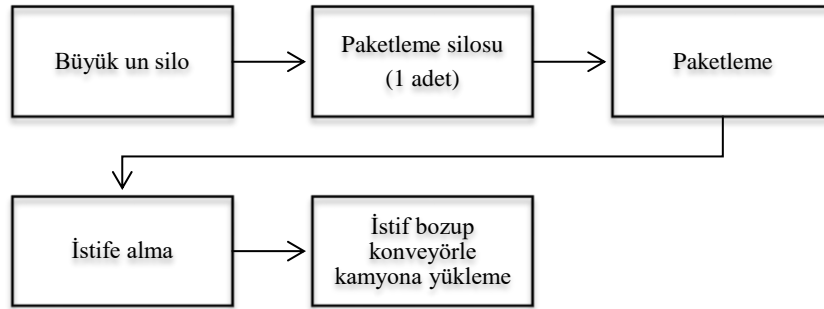 Büyük un silo
Paketleme silosu
(1 adet)
Paketleme
İstife alma
İstif bozup
konveyörle
kamyona yükleme